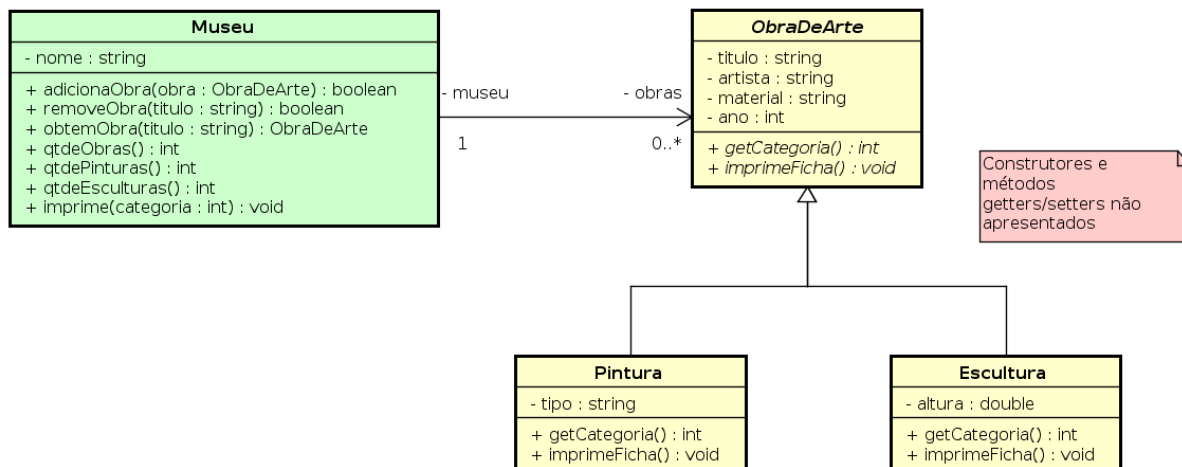 Museu
- nome : string
+ adicionaObra(obra : ObraDeArte) : boolean
+ removeObra(titulo : string) : boolean
+ obtemObra(titulo : string) : ObraDeArte
+ qtdeObras() : int
+ qtdePinturas() : int
+ qtdeEsculturas() : int
+ imprime(categoria : int) : void
- museu
- obras
1
0..*
ObraDeArte
- titulo : string
- artista : string
- material : string
- ano : int
+ getCategoria() : int
+ imprimeFicha() : void
Construtores e
métodos
getters/setters não
apresentados
Pintura
- tipo : string
+ getCategoria() : int
+ imprimeFicha() : void
Escultura
- altura : double
+ getCategoria() : int
+ imprimeFicha() : void